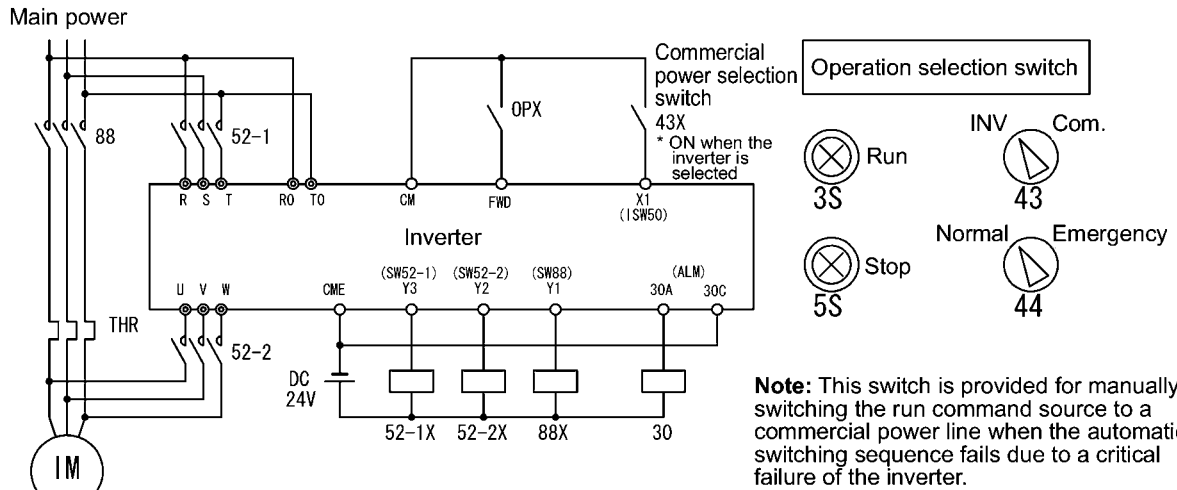 Main power
88
52-1
OPX
Commercial
power selection
switch
43X
* ON when the
inverter is
selected
Operation selection switch
R S T R0 T0 CM FWD X1
(ISW50)
Inverter
(SW52-1) (SW52-2) (SW88) (ALM)
U V W CME Y3 Y2 Y1 30A 30C
THR
52-2
DC
24V
52-1X 52-2X 88X 30
IM
INV Com.
Run
3S 43
Normal Emergency
Stop
5S 44
Note: This switch is provided for manually
switching the run command source to a
commercial power line when the automatic
switching sequence fails due to a critical
failure of the inverter.